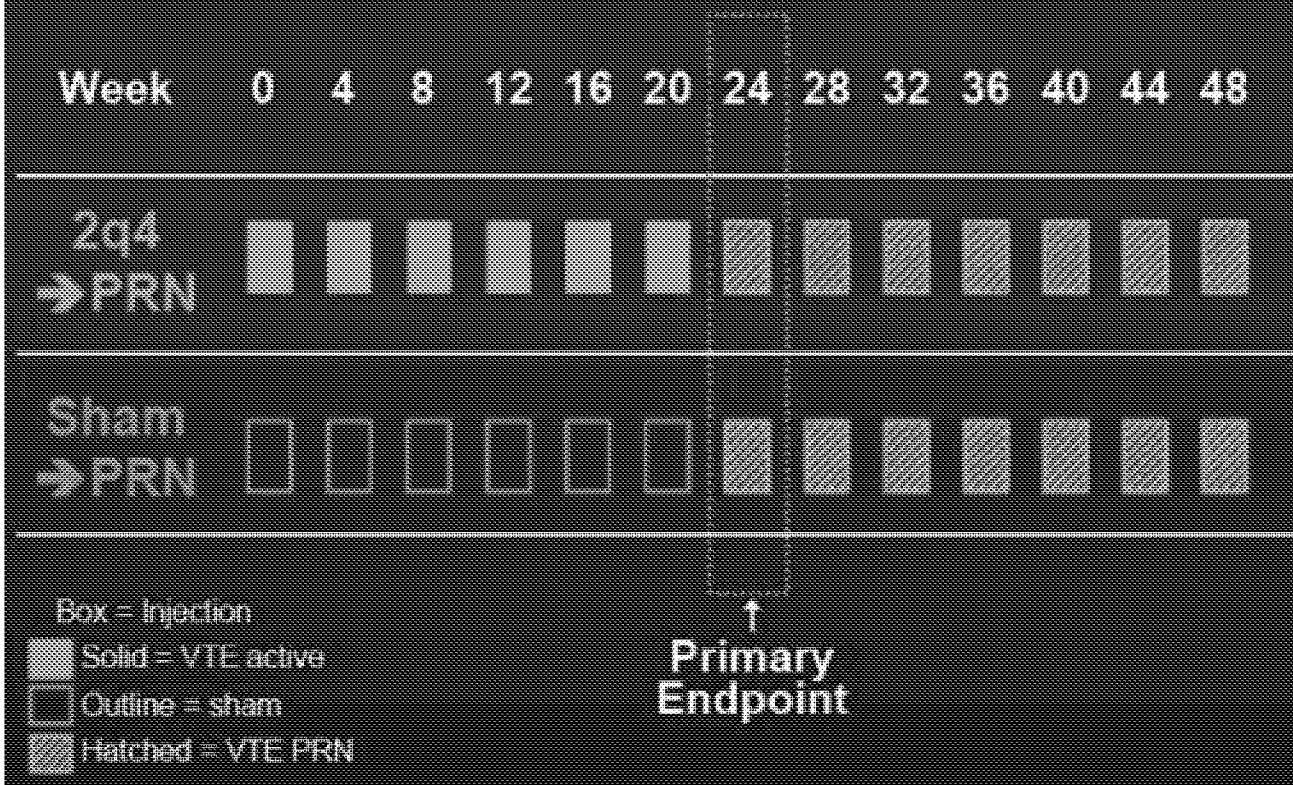 Week 0 4 8 12 16 20 24 28 32 36 40 44 48
2q4
➔PRN
Sham
➔PRN
Box = Injection
Solid = VTE active
Outline = sham
Hatched = VTE PRN
Primary
Endpoint